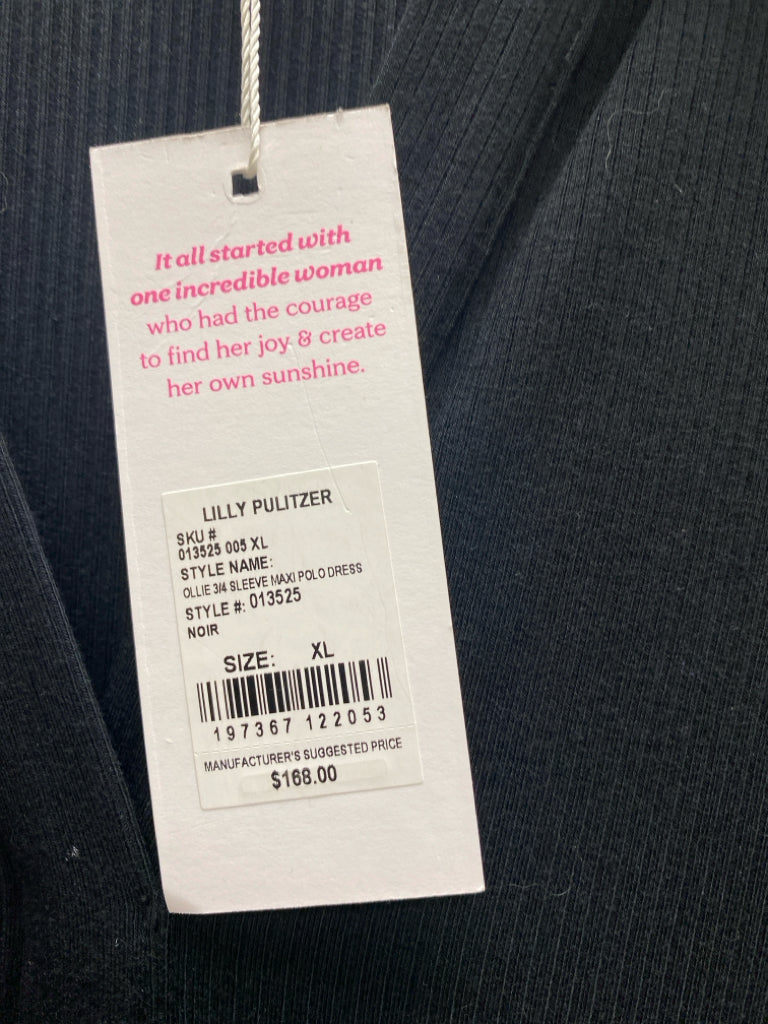 It all started with
one incredible woman
who had the courage
to find her joy & create
her own sunshine.
LILLY PULITZER
SKU #
013525 005 XL
STYLE NAME:
OLLIE 3/4 SLEEVE MAXI POLO DRESS
STYLE #: 013525
NOIR
SIZE: XL
197367 122053
MANUFACTURER'S SUGGESTED PRICE
$168.00